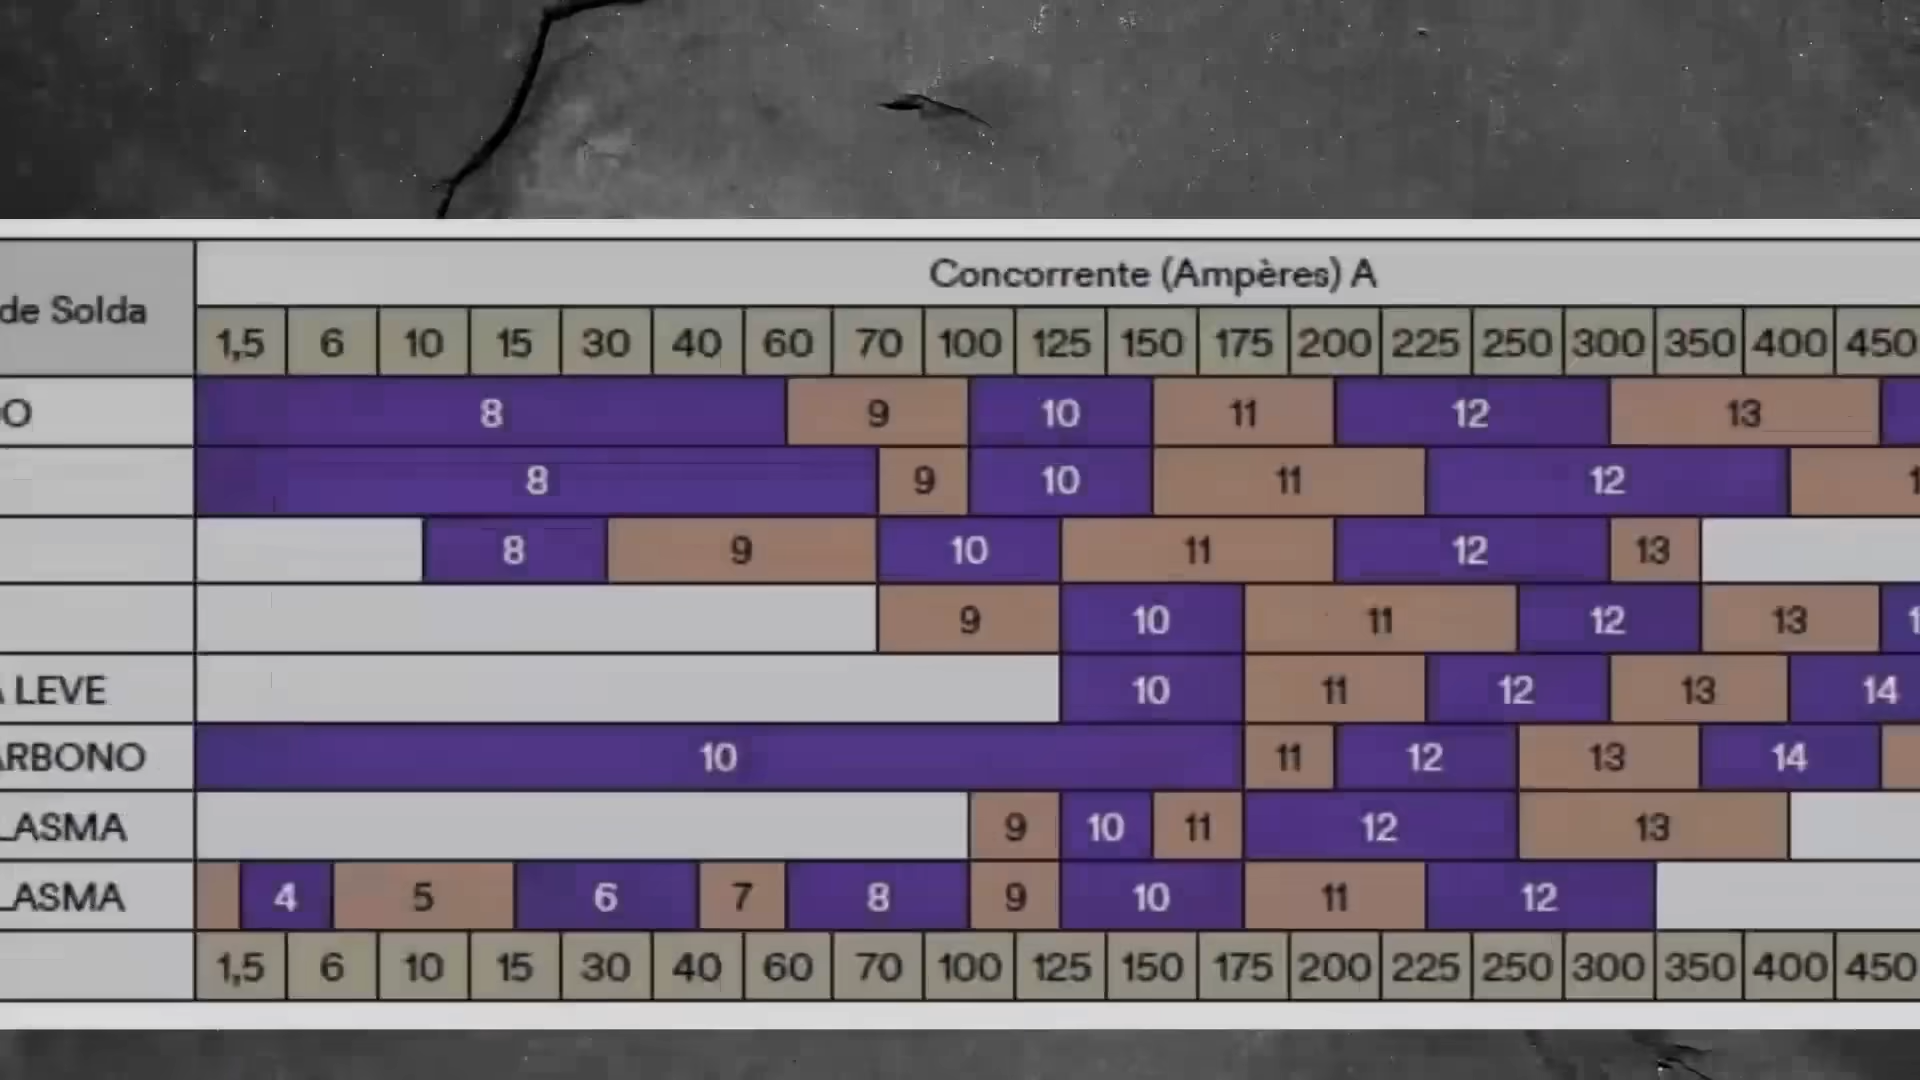 de Solda
Concorrente (Ampères) A
1,5 6 10 15 30 40 60 70 100 125 150 175 200 225 250 300 350 400 450
8 9 10 11 12 13
8 9 10 11 12
8 9 10 11 12 13
9 10 11 12 13
LEVE 10 11 12 13 14
10 11 12 13 14
9 10 11 12 13
4 5 6 7 8 9 10 11 12
1,5 6 10 15 30 40 60 70 100 125 150 175 200 225 250 300 350 400 450